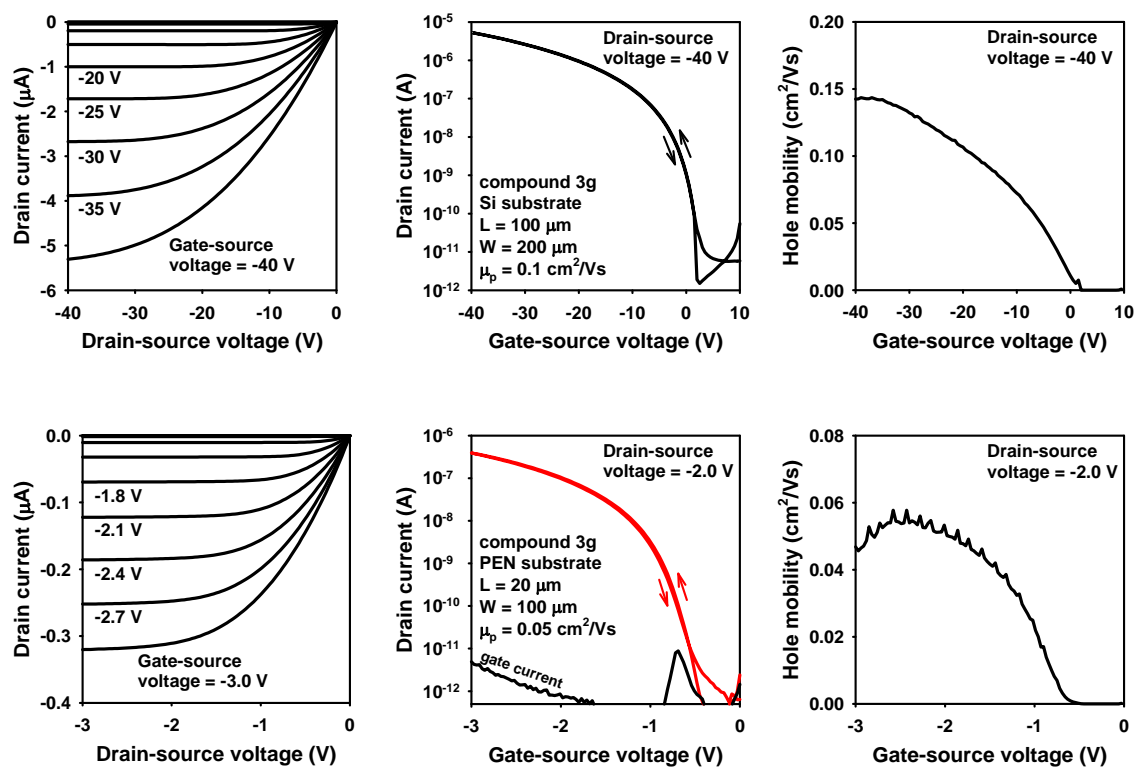 0
-1
-2
-3
-4
-5
-6
-20 V
-25 V
-30 V
-35 V
Gate-source
voltage = -40 V
-40
-30
-20
-10
0
Drain-source voltage (V)
Drain current (μA)
10⁻⁵
10⁻⁶
10⁻⁷
10⁻⁸
10⁻⁹
10⁻¹⁰
10⁻¹¹
10⁻¹²
Drain-source
voltage = -40 V
compound 3g
Si substrate
L = 100 μm
W = 200 μm
μp = 0.1 cm²/Vs
-40
-30
-20
-10
0
10
Gate-source voltage (V)
Drain current (A)
0.20
0.15
0.10
0.05
0.00
Drain-source
voltage = -40 V
-40
-30
-20
-10
0
10
Gate-source voltage (V)
Hole mobility (cm²/Vs)
0.0
-0.1
-0.2
-0.3
-0.4
-1.8 V
-2.1 V
-2.4 V
-2.7 V
Gate-source
voltage = -3.0 V
-3
-2
-1
0
Drain-source voltage (V)
Drain current (μA)
10⁻⁶
10⁻⁷
10⁻⁸
10⁻⁹
10⁻¹⁰
10⁻¹¹
10⁻¹²
Drain-source
voltage = -2.0 V
compound 3g
PEN substrate
L = 20 μm
W = 100 μm
μp = 0.05 cm²/Vs
gate current
-3
-2
-1
0
Gate-source voltage (V)
Drain current (A)
0.08
0.06
0.04
0.02
0.00
Drain-source
voltage = -2.0 V
-3
-2
-1
0
Gate-source voltage (V)
Hole mobility (cm²/Vs)